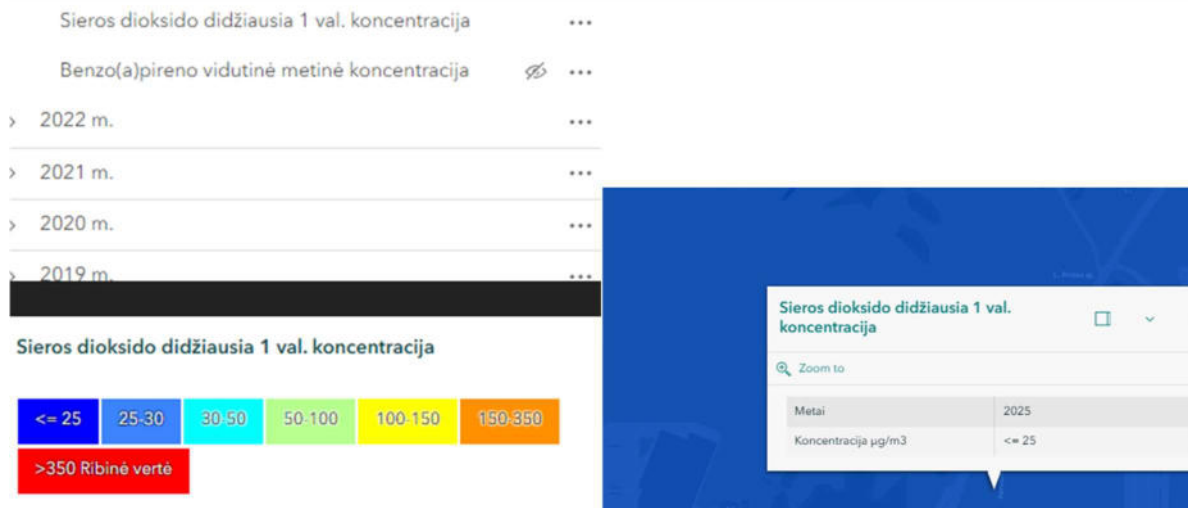 Sieros dioksido didžiausia 1 val. koncentracija
Benzo(a)pireno vidutinė metinė koncentracija
2022 m.
2021 m.
2020 m.
2019 m.
Sieros dioksido didžiausia 1 val. koncentracija
<= 25 25-30 30-50 50-100 100-150 150-350
>350 Ribinė vertė
Sieros dioksido didžiausia 1 val.
koncentracija
Zoom to
Metai 2025
Koncentracija µg/m3 <= 25